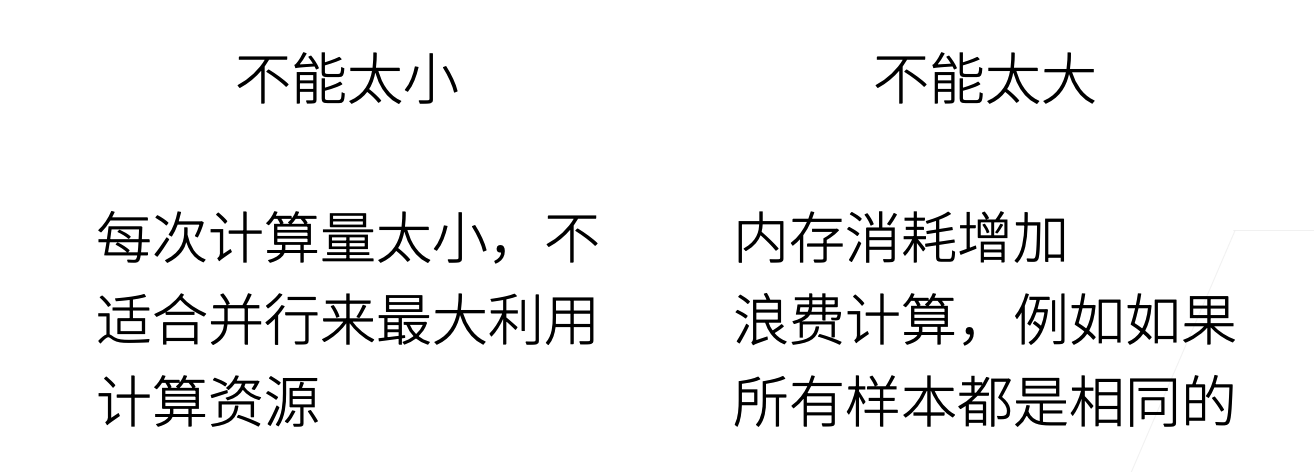 不能太小
每次计算量太小，不
适合并行来最大利用
计算资源
不能太大
内存消耗增加
浪费计算，例如如果
所有样本都是相同的